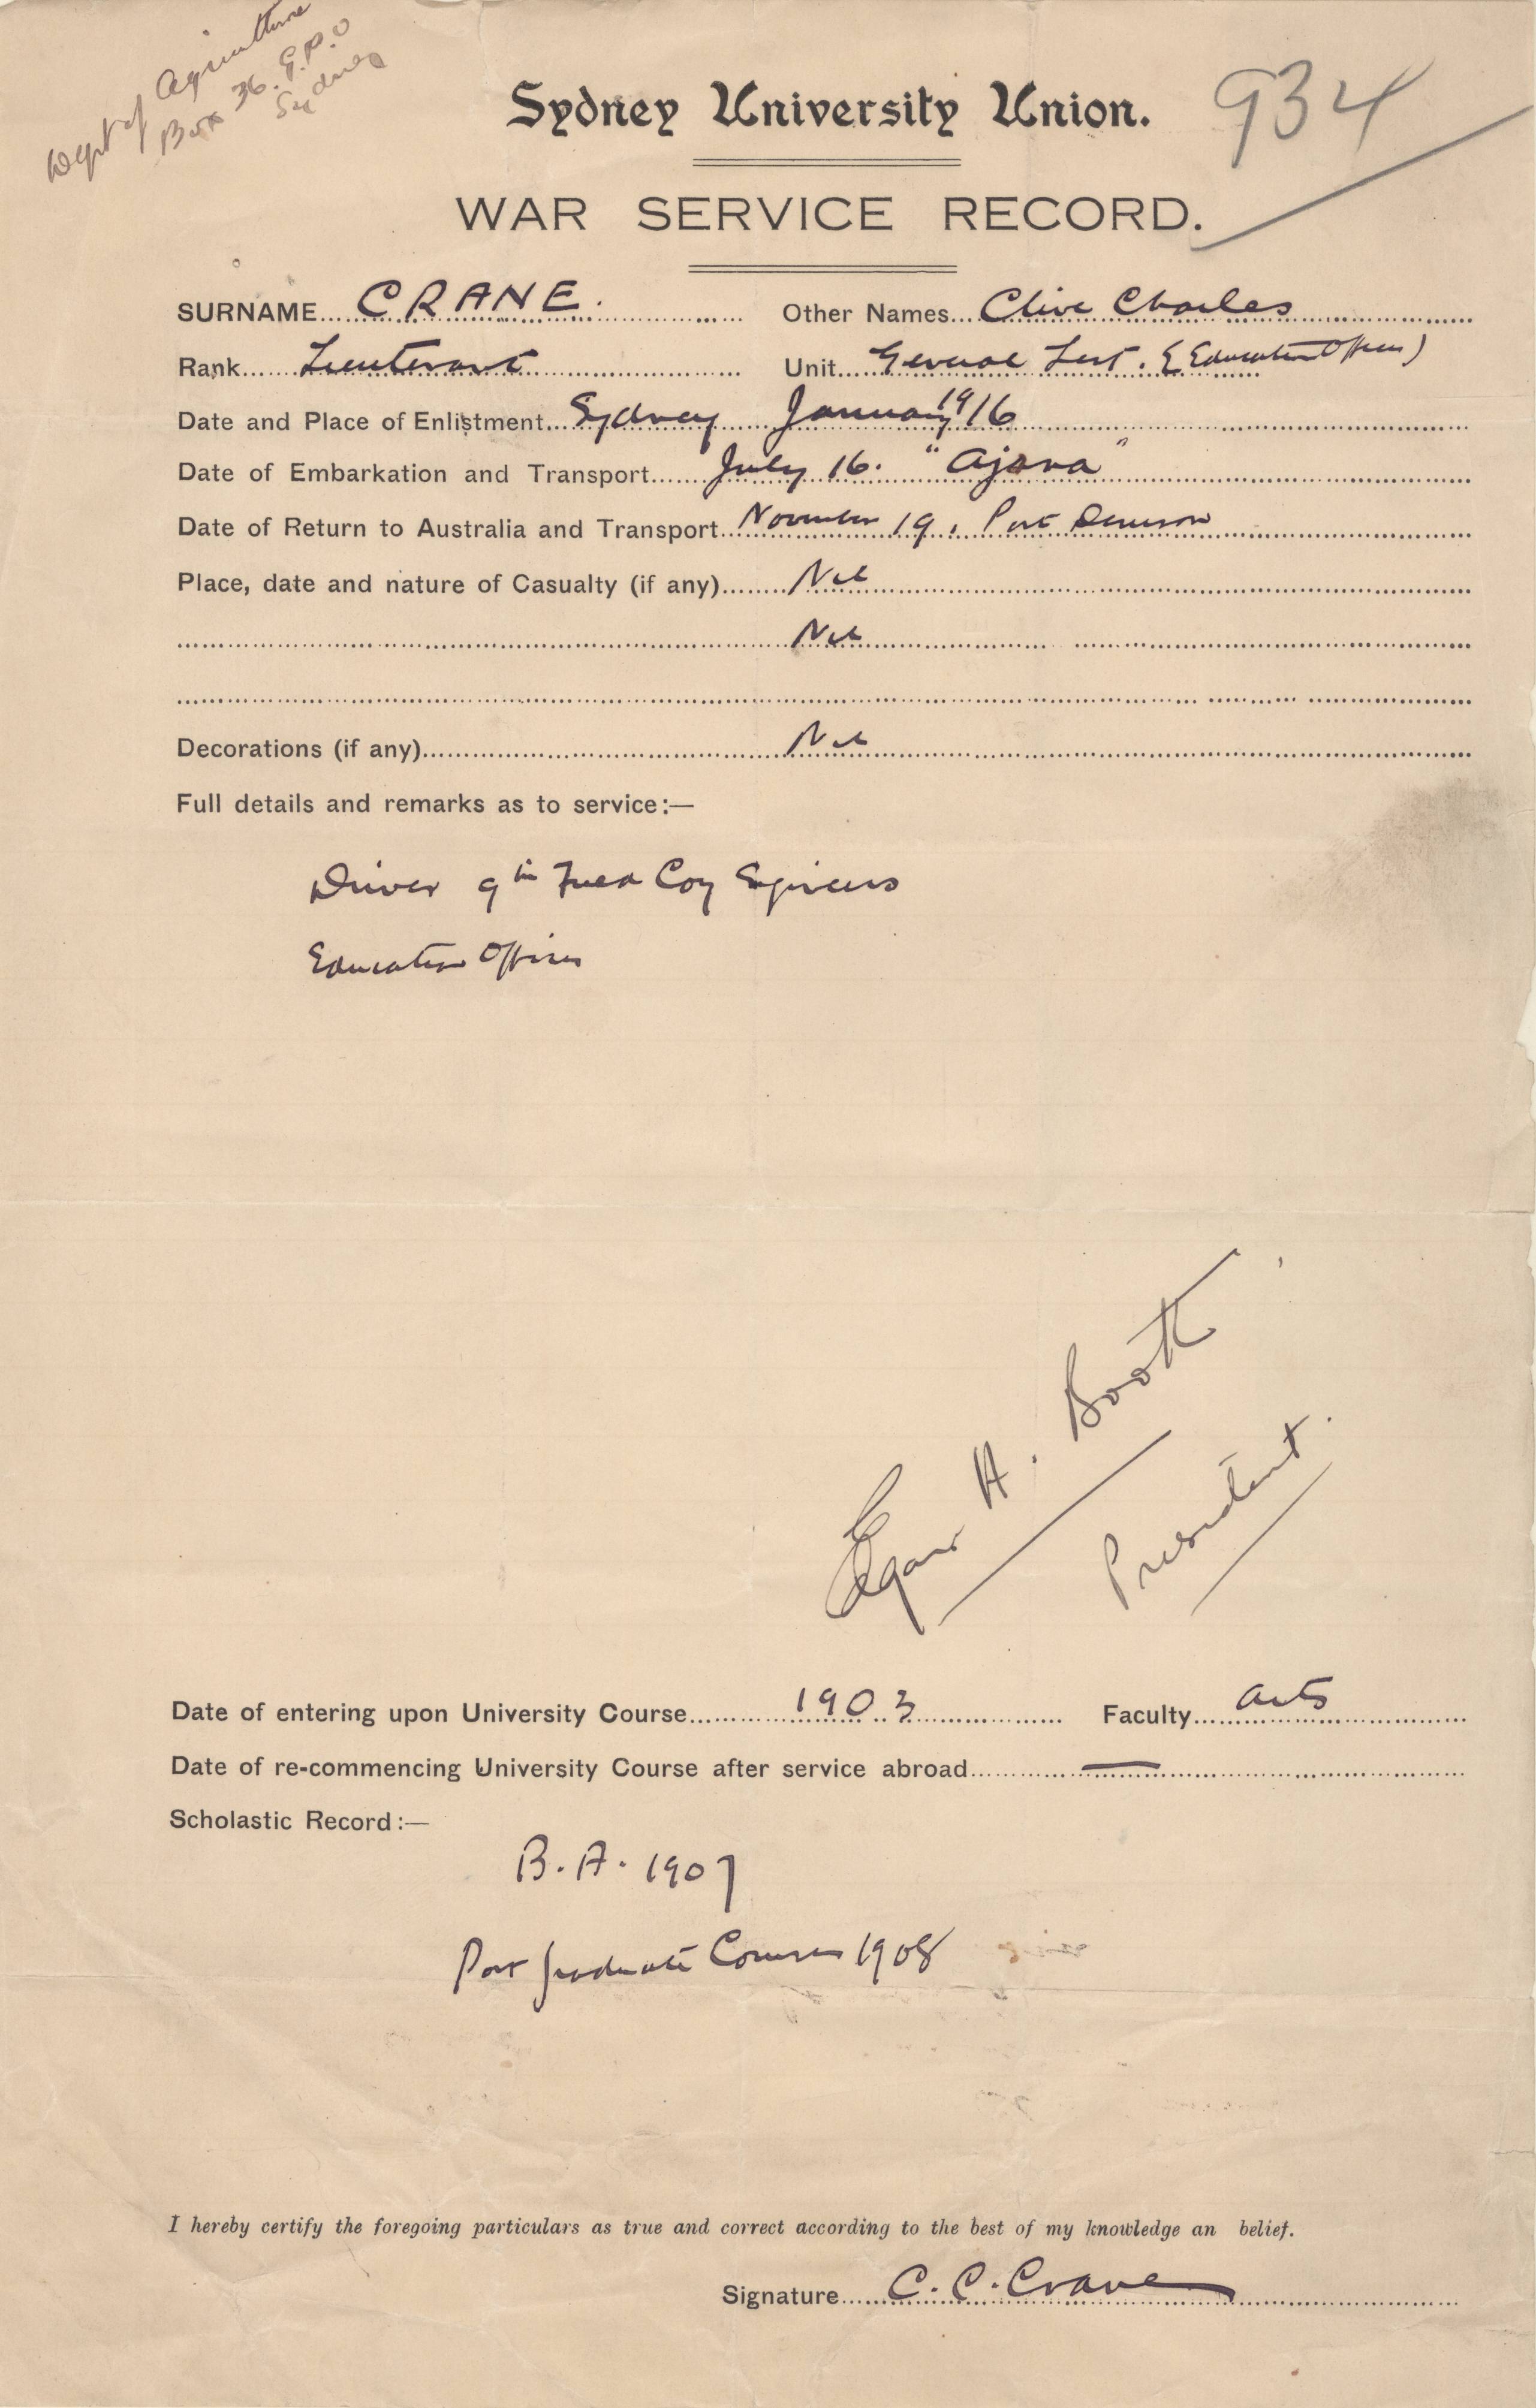 Dept of Agriculture
Box 36. G.P.O
Sydney
Sydney University Union.
934
WAR SERVICE RECORD.
SURNAME CRANE. Other Names Clive Charles
Rank Lieutenant Unit General List. (Education Officer)
Date and Place of Enlistment Sydney January 1916
Date of Embarkation and Transport July 16. "Ajana"
Date of Return to Australia and Transport November 19. Port Denison
Place, date and nature of Casualty (if any) Nil
Nil
Decorations (if any) Nil
Full details and remarks as to service:—
Driver 9th Field Coy Engineers
Education Officer
Edgar H. Booth
President.
Date of entering upon University Course 1903 Faculty Arts
Date of re-commencing University Course after service abroad —
Scholastic Record:—
B.A. 1907
Post graduate Course 1908
I hereby certify the foregoing particulars as true and correct according to the best of my knowledge an belief.
Signature C. C. Crane